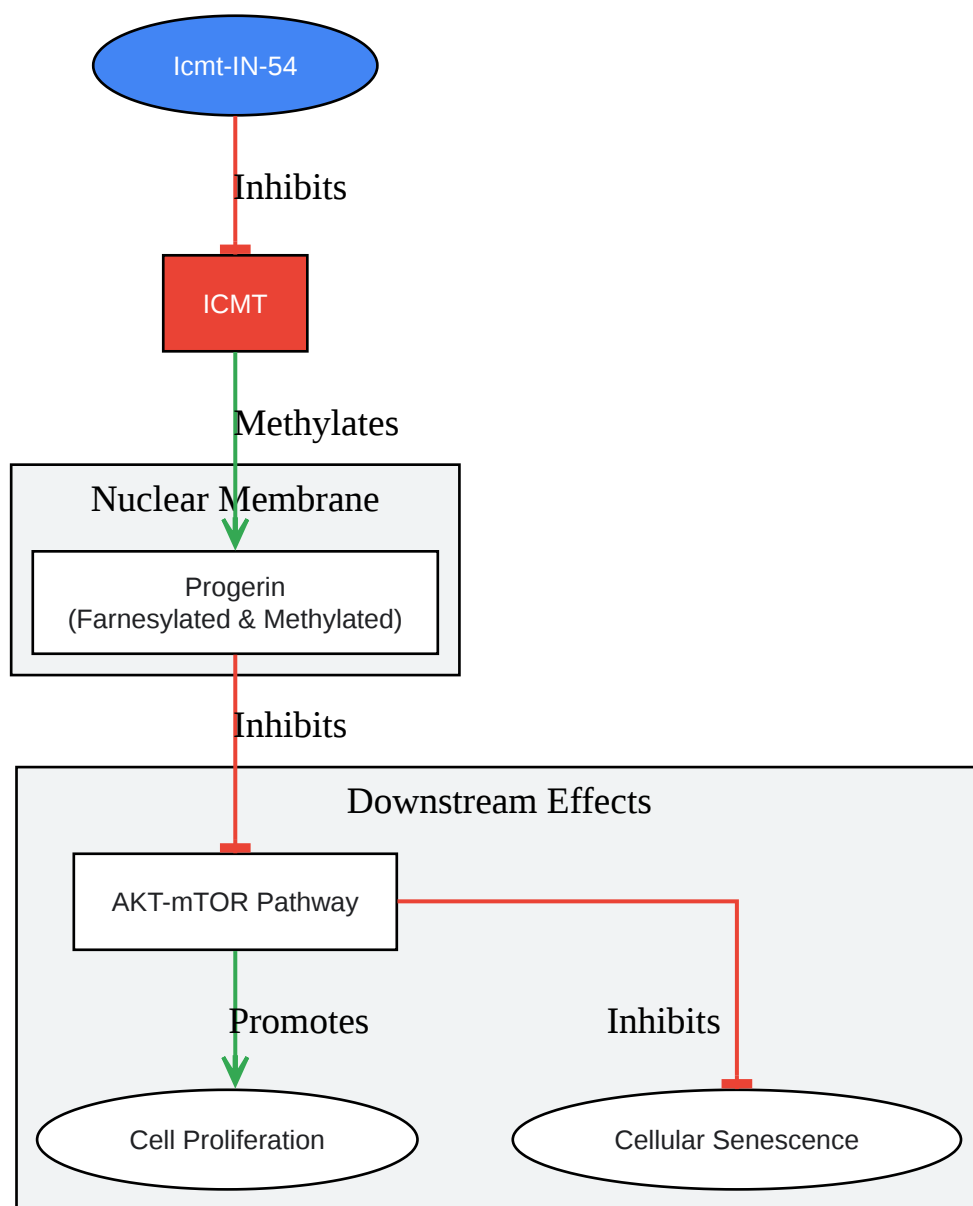 Icmt-IN-54
Inhibits
ICMT
Methylates
Nuclear Membrane
Progerin
(Farnesylated & Methylated)
Inhibits
Downstream Effects
AKT-mTOR Pathway
Promotes
Inhibits
Cell Proliferation
Cellular Senescence